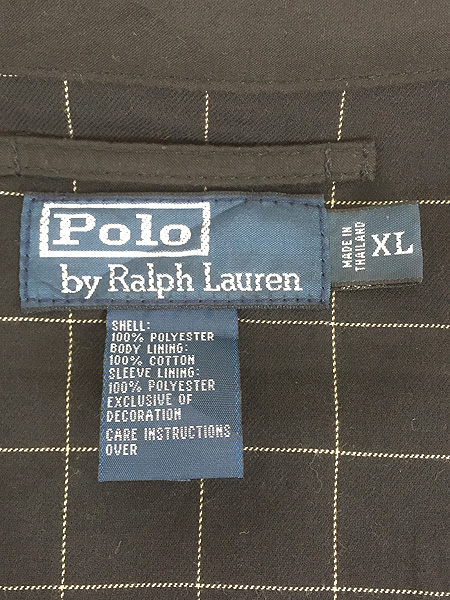 Polo
by Ralph Lauren
MADE IN
THAILAND
XL
SHELL:
100% POLYESTER
BODY LINING:
100% COTTON
SLEEVE LINING:
100% POLYESTER
EXCLUSIVE OF
DECORATION
CARE INSTRUCTIONS
OVER